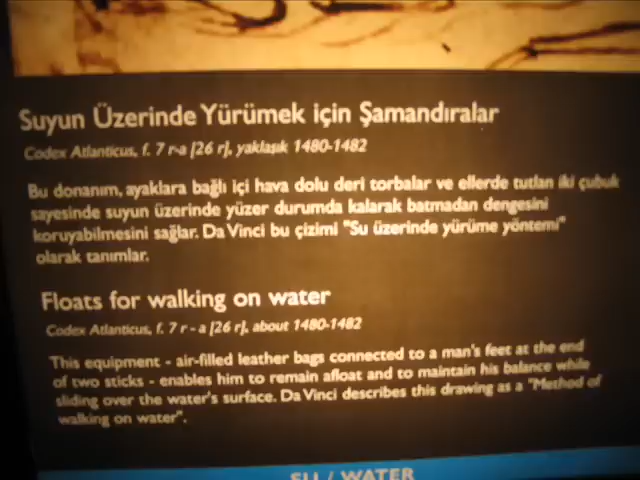 Suyun Üzerinde Yürümek için Şamandıralar
Codex Atlanticus, f. 7 r-a [26 r], yaklaşık 1480-1482
Bu donanım, ayaklara bağlı içi hava dolu deri torbalar ve ellerde tutlan iki çubuk
sayesinde suyun üzerinde yüzer durumda kalarak batmadan dengesini
koruyabilmesini sağlar. Da Vinci bu çizimi "Su üzerinde yürüme yöntemi"
olarak tanımlar.
Floats for walking on water
Codex Atlanticus, f. 7 r - a [26 r], about 1480-1482
This equipment - air-filled leather bags connected to a man's feet at the end
of two sticks - enables him to remain afloat and to maintain his balance while
sliding over the water's surface. Da Vinci describes this drawing as a "Method of
walking on water".
SU / WATER